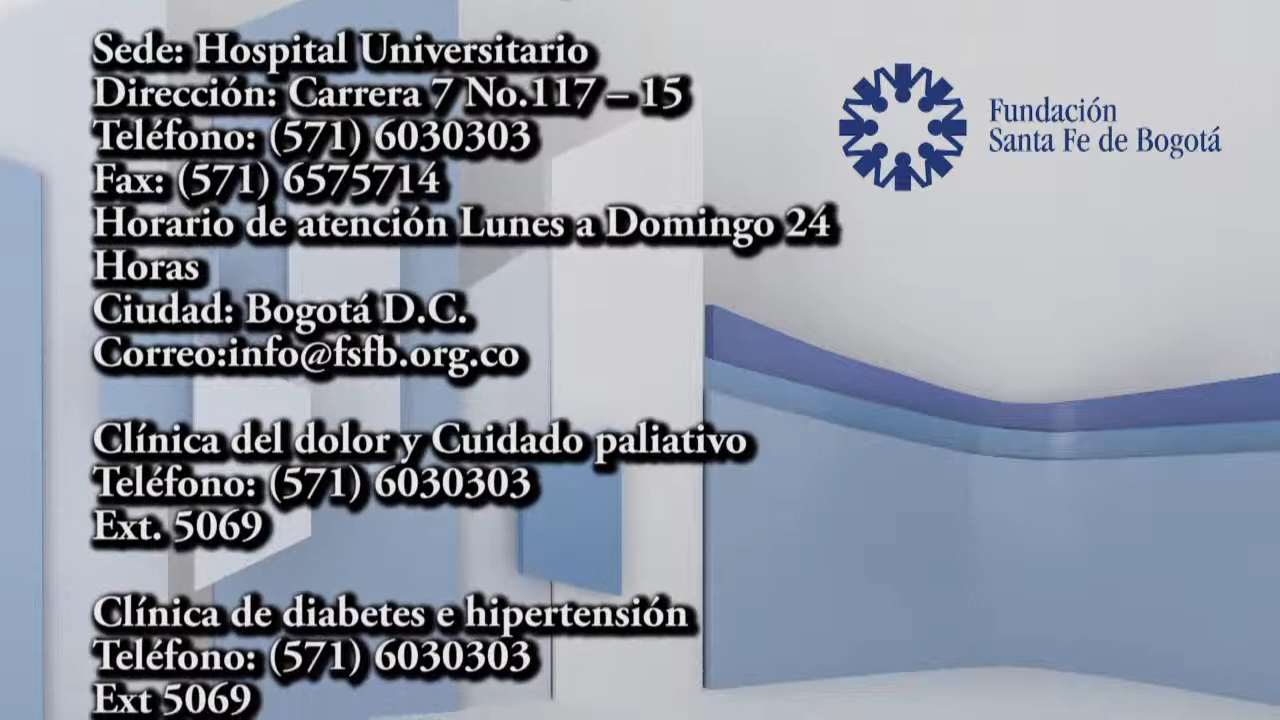 Sede: Hospital Universitario
Dirección: Carrera 7 No.117 – 15
Teléfono: (571) 6030303
Fax: (571) 6575714
Horario de atención Lunes a Domingo 24
Horas
Ciudad: Bogotá D.C.
Correo:info@fsfb.org.co
Clínica del dolor y Cuidado paliativo
Teléfono: (571) 6030303
Ext. 5069
Clínica de diabetes e hipertensión
Teléfono: (571) 6030303
Ext 5069
Fundación
Santa Fe de Bogotá